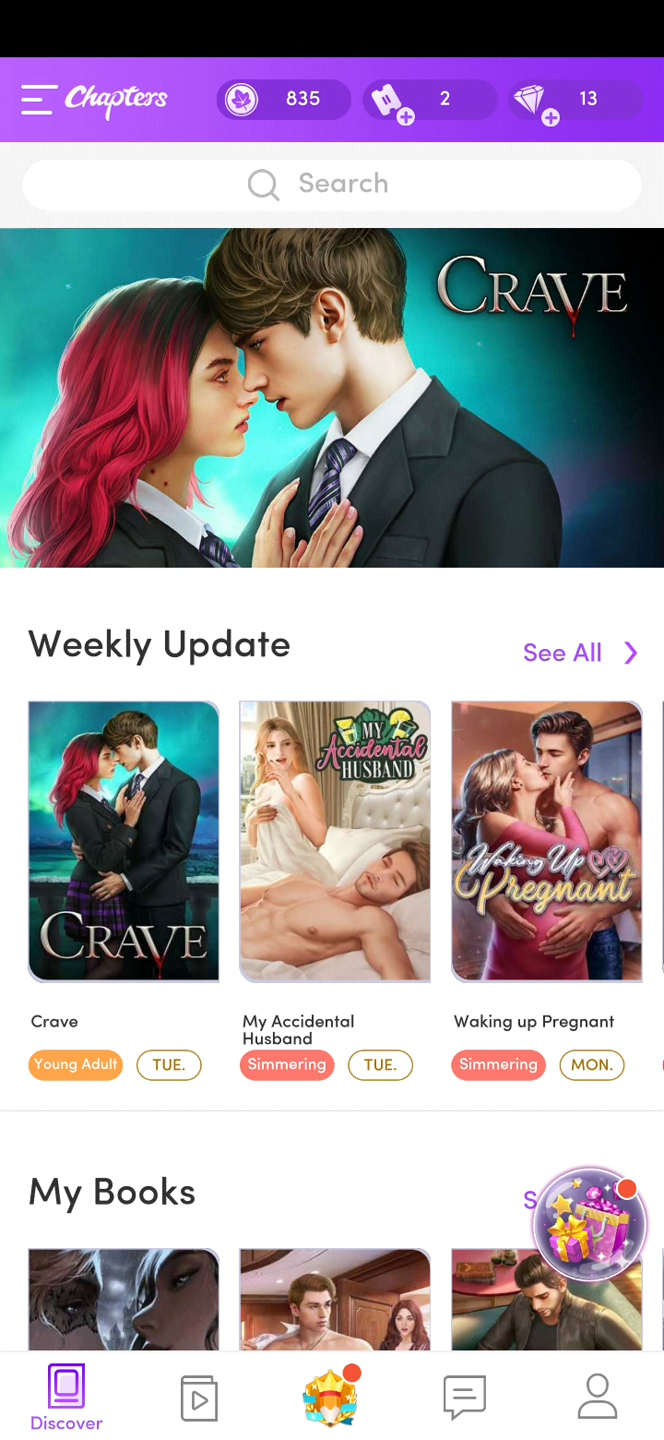 Chapters
835
2
13
Search
CRAVE
Weekly Update
See All
CRAVE
MY
Accidental
HUSBAND
Waking Up
Pregnant
Crave
My Accidental
Husband
Waking up Pregnant
Young Adult
TUE.
Simmering
TUE.
Simmering
MON.
My Books
Discover